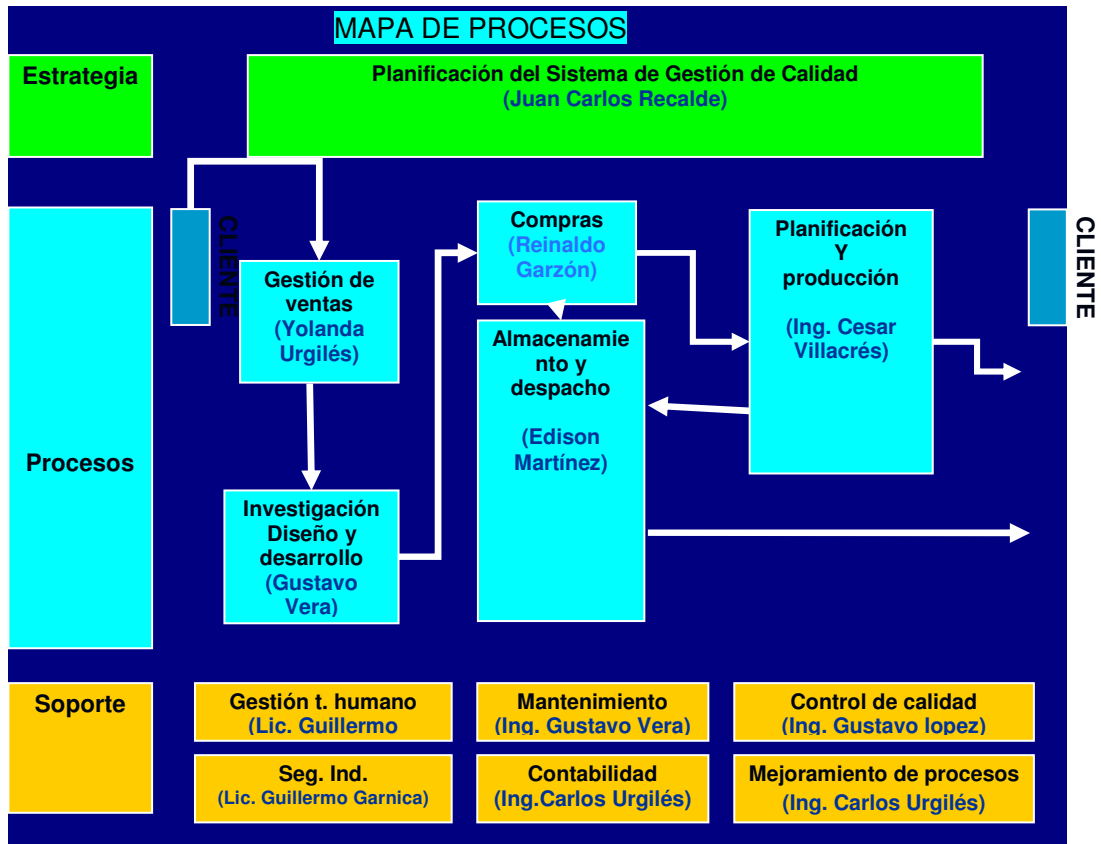 MAPA DE PROCESOS
Estrategia
Planificación del Sistema de Gestión de Calidad
(Juan Carlos Recalde)
Procesos
CLIENTE
Gestión de
ventas
(Yolanda
Urgilés)
Investigación
Diseño y
desarrollo
(Gustavo
Vera)
Compras
(Reinaldo
Garzón)
Almacenamie
nto y
despacho
(Edison
Martínez)
Planificación
Y
producción
(Ing. Cesar
Villacrés)
CLIENTE
Soporte
Gestión t. humano
(Lic. Guillermo
Mantenimiento
(Ing. Gustavo Vera)
Control de calidad
(Ing. Gustavo lopez)
Seg. Ind.
(Lic. Guillermo Garnica)
Contabilidad
(Ing.Carlos Urgilés)
Mejoramiento de procesos
(Ing. Carlos Urgilés)